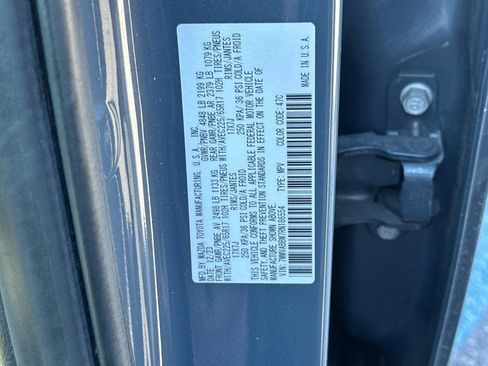 MFD. BY MAZDA TOYOTA MANUFACTURING, U.S.A., INC.
DATE: 12/23 GVWR/PNBV 4848 LB 2199 KG
FRONT GAWR/PNBE AV 2498 LB 1133 KG REAR GAWR/PNBE AR 2379 LB 1079 KG
WITH/AVEC225/65R17 102H TIRES/PNEUS WITH/AVEC225/65R17 102H TIRES/PNEUS
RIMS/JANTES RIMS/JANTES
17X7J 17X7J
250 KPA/36 PSI COLD/A FROID 250 KPA/36 PSI COLD/A FROID
THIS VEHICLE CONFORMS TO ALL APPLICABLE FEDERAL MOTOR VEHICLE
SAFETY, AND THEFT PREVENTION STANDARDS IN EFFECT ON THE DATE OF
MANUFACTURE SHOWN ABOVE. MADE IN U.S.A.
TYPE: MPV COLOR CODE: 47C